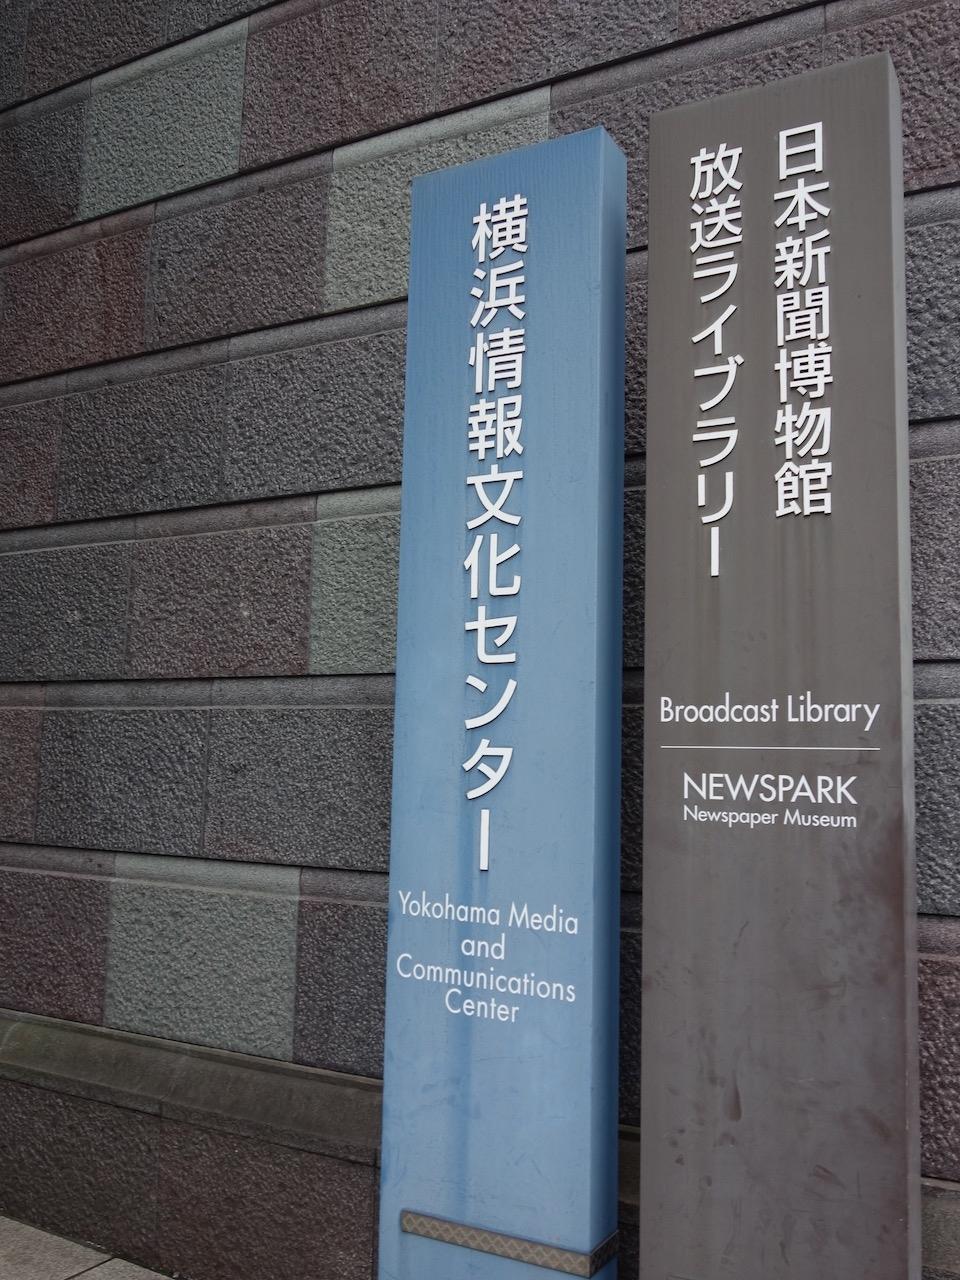 横浜情報文化センター
Yokohama Media
and
Communications
Center
日本新聞博物館
放送ライブラリー
Broadcast Library
NEWSPARK
Newspaper Museum